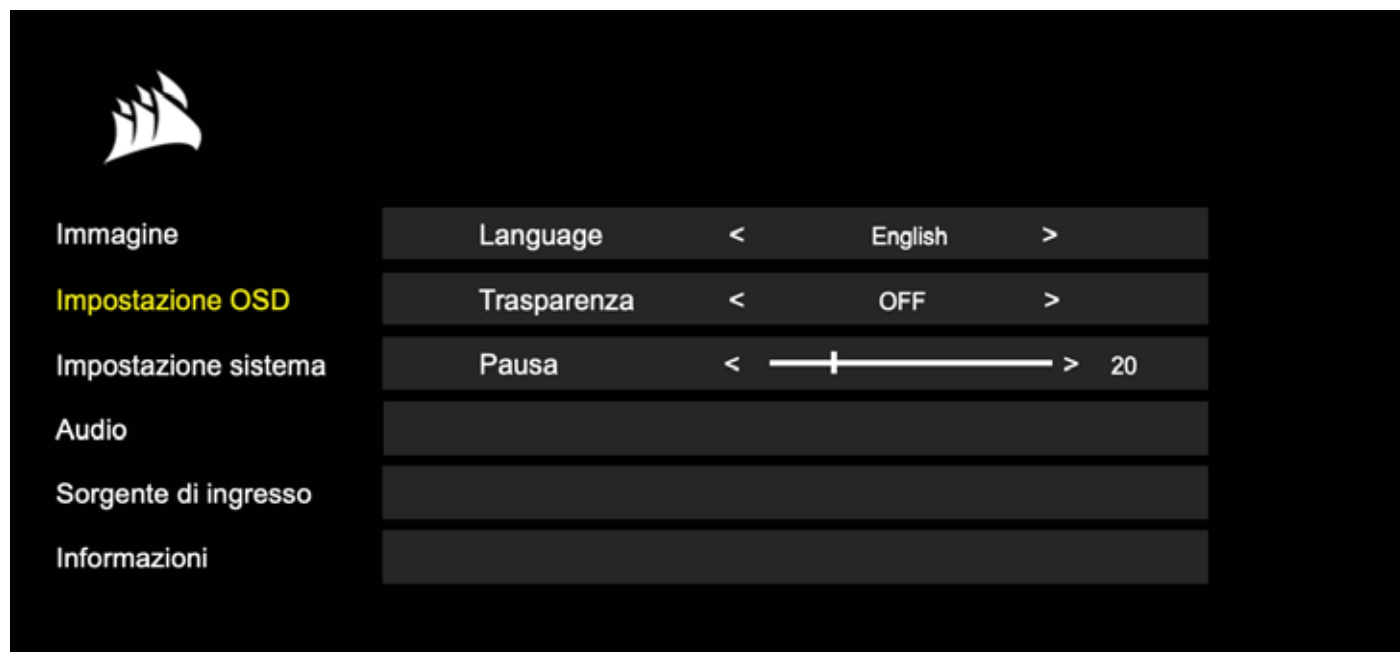 Immagine Language < English >
Impostazione OSD Trasparenza < OFF >
Impostazione sistema Pausa < > 20
Audio
Sorgente di ingresso
Informazioni